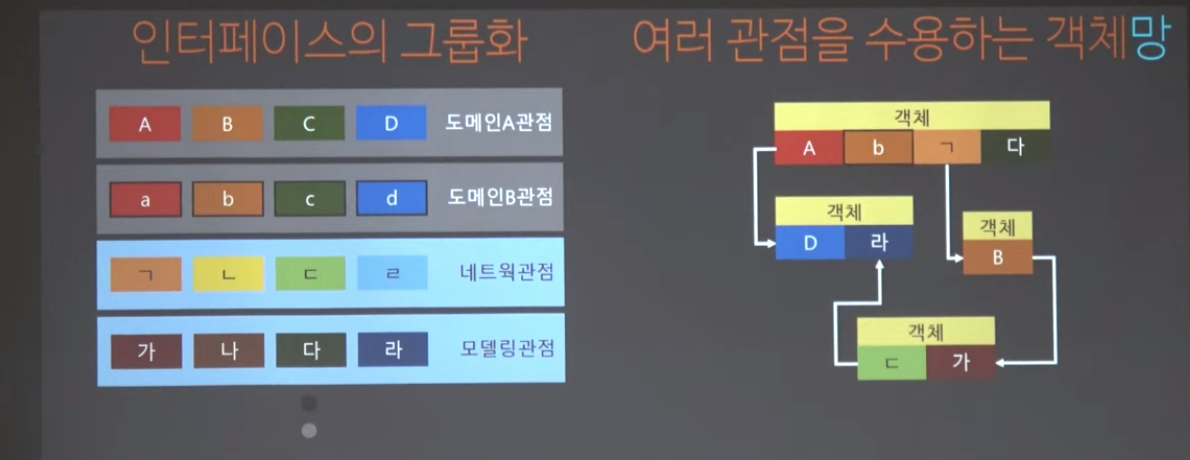 인터페이스의 그룹화
A B C D 도메인A관점
a b c d 도메인B관점
ㄱ ㄴ ㄷ ㄹ 네트웍관점
가 나 다 라 모델링관점
여러 관점을 수용하는 객체망
객체
A b ㄱ 다
객체
D 라
객체
B
객체
ㄷ 가